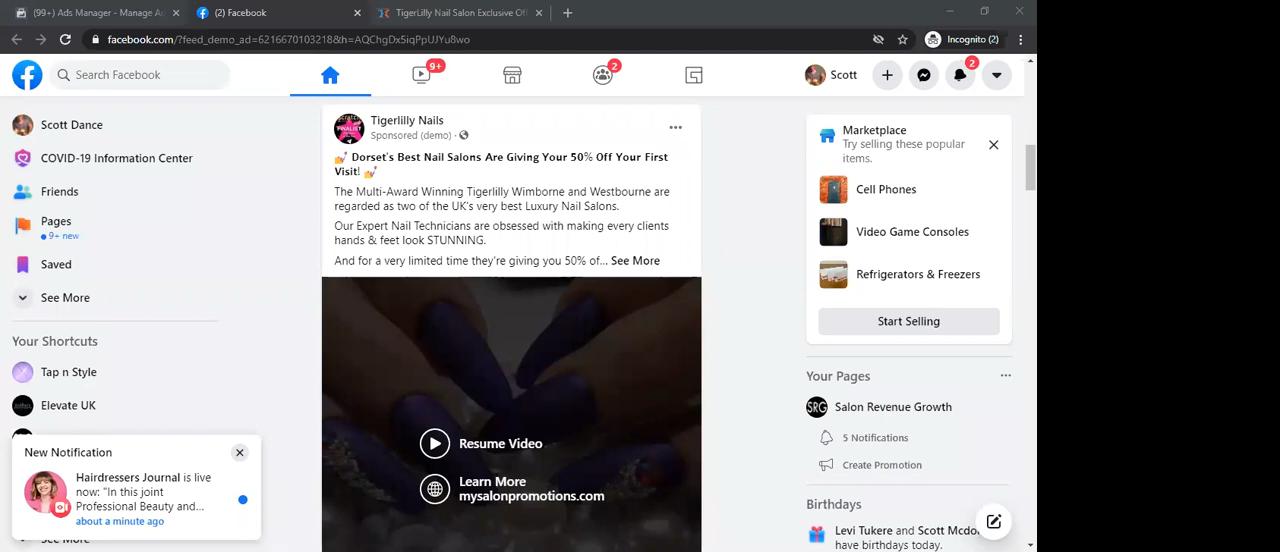 (99+) Ads Manager - Manage A
(2) Facebook
TigerLilly Nail Salon Exclusive Of
facebook.com/?feed_demo_ad=6216670103218&h=AQChgDx5iqPpUJYu8wo
Incognito (2)
Search Facebook
9+
2
Scott
2
Scott Dance
COVID-19 Information Center
Friends
Pages
9+ new
Saved
See More
Your Shortcuts
Tap n Style
Elevate UK
New Notification
Hairdressers Journal is live
now: "In this joint
Professional Beauty and...
about a minute ago
See More
Tigerlilly Nails
Sponsored (demo) ·
💅 Dorset's Best Nail Salons Are Giving Your 50% Off Your First
Visit! 💅
The Multi-Award Winning Tigerlilly Wimborne and Westbourne are
regarded as two of the UK's very best Luxury Nail Salons.
Our Expert Nail Technicians are obsessed with making every clients
hands & feet look STUNNING.
And for a very limited time they're giving you 50% of... See More
FINALIST
Resume Video
Learn More
mysalonpromotions.com
Marketplace
Try selling these popular
items.
Cell Phones
Video Game Consoles
Refrigerators & Freezers
Start Selling
Your Pages
SRG Salon Revenue Growth
5 Notifications
Create Promotion
Birthdays
Levi Tukere and Scott Mcdo
have birthdays today.